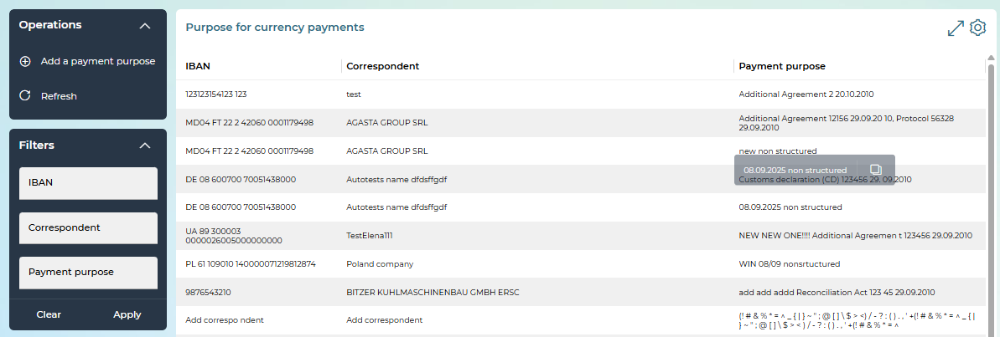 Operations
Add a payment purpose
Refresh
Filters
IBAN
Correspondent
Payment purpose
Clear Apply
Purpose for currency payments
IBAN Correspondent Payment purpose
123123154123 123 test Additional Agreement 2 20.10.2010
MD04 FT 22 2 42060 0001179498 AGASTA GROUP SRL Additional Agreement 12156 29.09.20 10, Protocol 56328
29.09.2010
MD04 FT 22 2 42060 0001179498 AGASTA GROUP SRL new non structured
08.09.2025 non structured
DE 08 600700 70051438000 Autotests name dfdsffgdf Customs declaration (CD) 123456 29. 09.2010
DE 08 600700 70051438000 Autotests name dfdsffgdf 08.09.2025 non structured
UA 89 300003
0000026005000000000 TestElena111 NEW NEW ONE!!!! Additional Agreemen t 123456 29.09.2010
PL 61 109010 140000071219812874 Poland company WIN 08/09 nonsrtuctured
9876543210 BITZER KUHLMASCHINENBAU GMBH ERSC add add addd Reconciliation Act 123 45 29.09.2010
Add correspo ndent Add correspondent (! # & % * = ^ _ { | } ~ " ; @ [ ] \ $ > < ) / - ? : ( ) . , ' +(! # & % * = ^ _ { |
} ~ " ; @ [ ] \ $ > < ) / - ? : ( ) . , ' +(! # & % * = ^